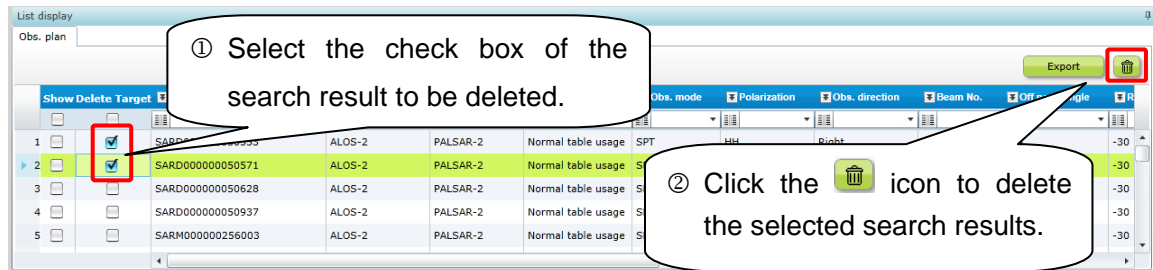 List display
Obs. plan
① Select the check box of the
search result to be deleted.
Export
Show Delete Target Obs. mode Polarization Obs. direction Beam No. Off
1 ALOS-2 PALSAR-2 Normal table usage SPT HH Right -30
2 SARD000000050571 ALOS-2 PALSAR-2 Normal table usage -30
3 SARD000000050628 ALOS-2 PALSAR-2 Normal table usage -30
4 SARD000000050937 ALOS-2 PALSAR-2 Normal table usage -30
5 SARM000000256003 ALOS-2 PALSAR-2 Normal table usage -30
② Click the icon to delete
the selected search results.